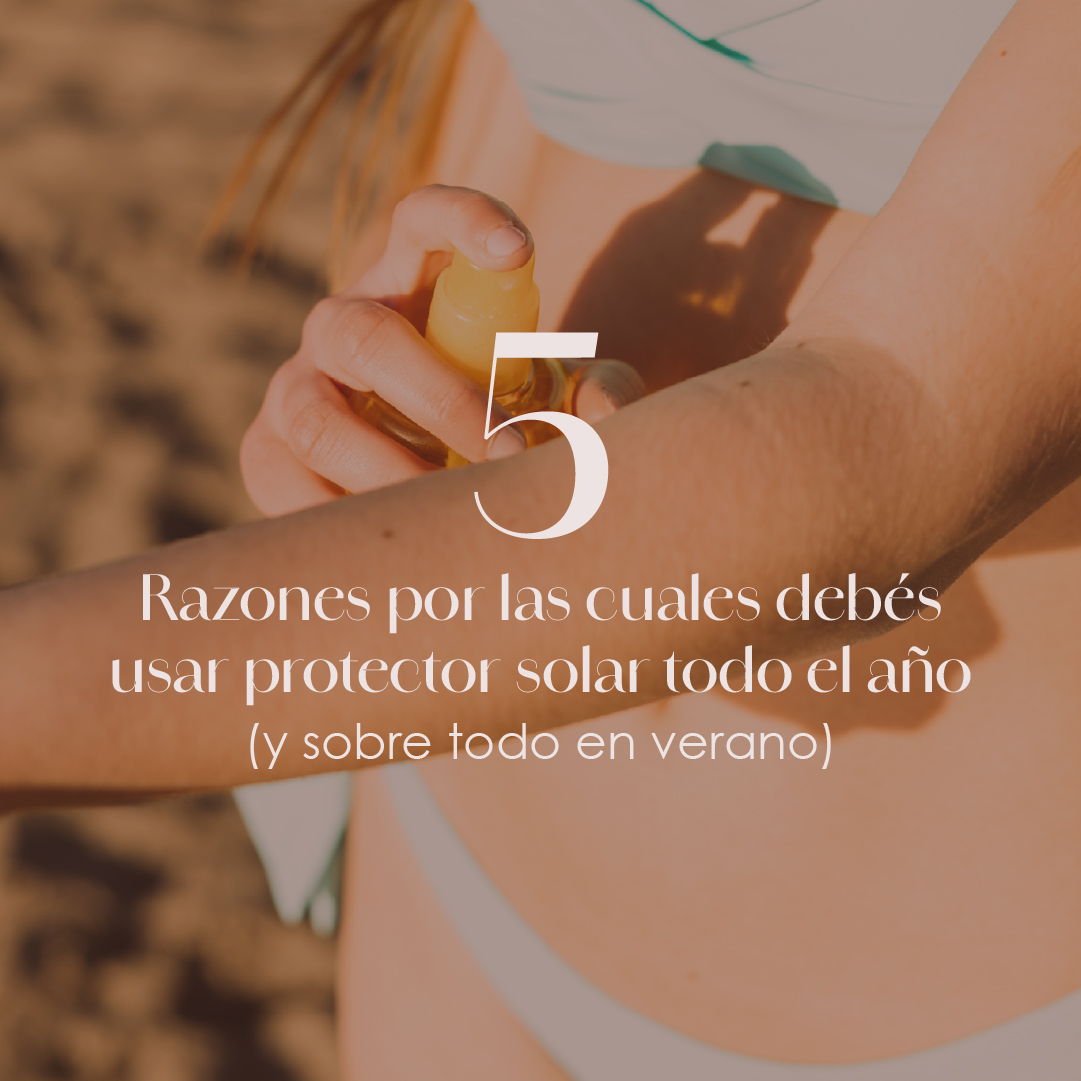 5
Razones por las cuales debés
usar protector solar todo el año
(y sobre todo en verano)